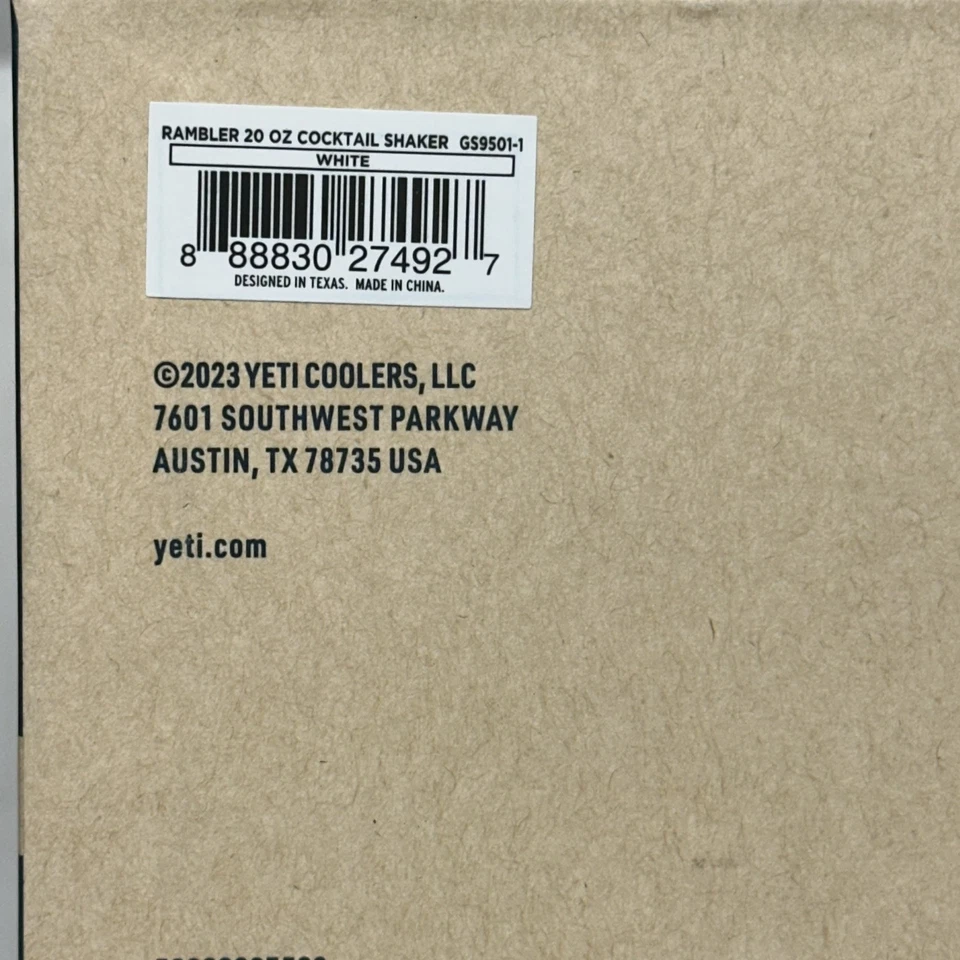 RAMBLER 20 OZ COCKTAIL SHAKER GS9501-1
WHITE
8 88830 27492 7
DESIGNED IN TEXAS. MADE IN CHINA.
©2023 YETI COOLERS, LLC
7601 SOUTHWEST PARKWAY
AUSTIN, TX 78735 USA
yeti.com